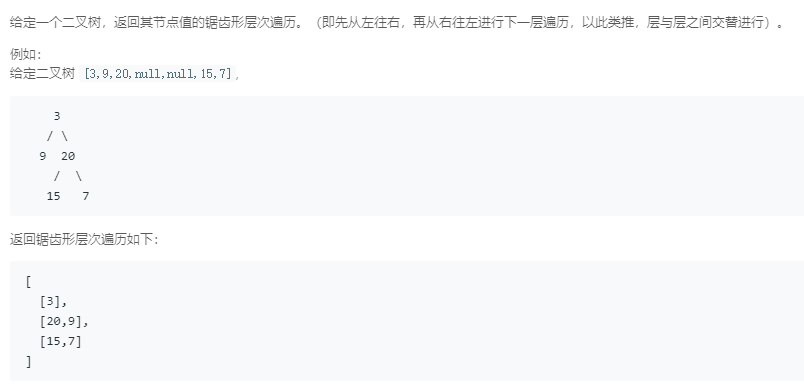 给定一个二叉树，返回其节点值的锯齿形层次遍历。（即先从左往右，再从右往左进行下一层遍历，以此类推，层与层之间交替进行）。
例如：
给定二叉树 [3,9,20,null,null,15,7],
3
/ \
9 20
/ \
15 7
返回锯齿形层次遍历如下：
[
[3],
[20,9],
[15,7]
]